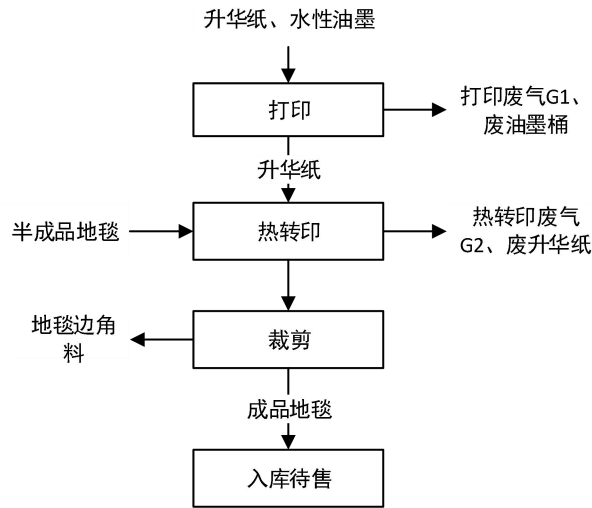 升华纸、水性油墨
打印
打印废气G1、
废油墨桶
升华纸
半成品地毯
热转印
热转印废气
G2、废升华纸
地毯边角
料
裁剪
成品地毯
入库待售